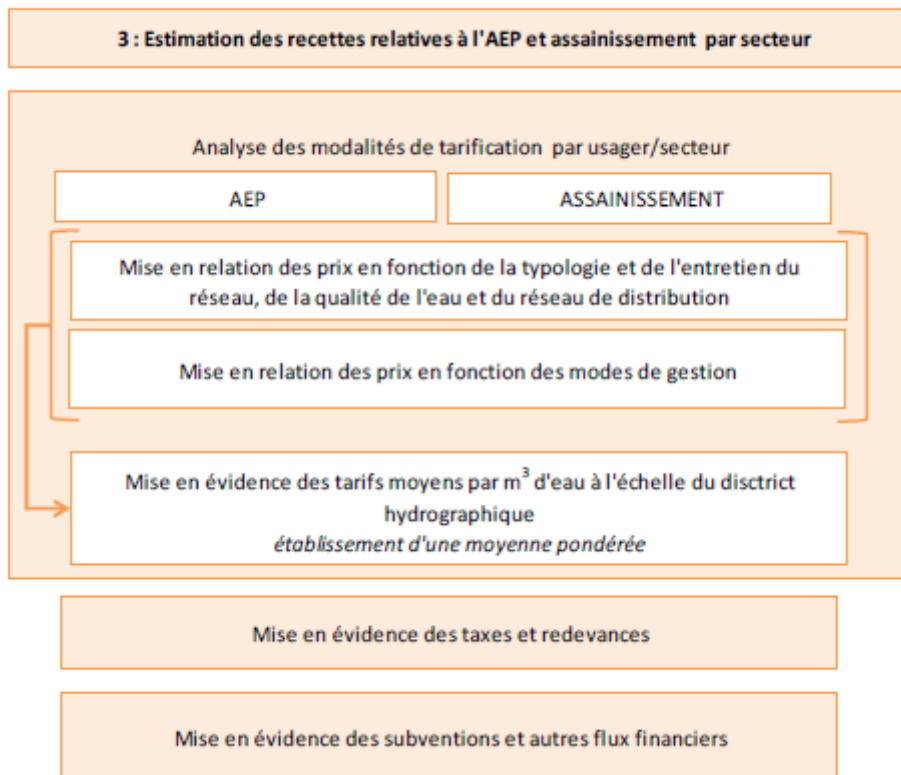 3 : Estimation des recettes relatives à l'AEP et assainissement par secteur
Analyse des modalités de tarification par usager/secteur
AEP
ASSAINISSEMENT
Mise en relation des prix en fonction de la typologie et de l'entretien du
réseau, de la qualité de l'eau et du réseau de distribution
Mise en relation des prix en fonction des modes de gestion
Mise en évidence des tarifs moyens par m³ d'eau à l'échelle du disctrict
hydrographique
établissement d'une moyenne pondérée
Mise en évidence des taxes et redevances
Mise en évidence des subventions et autres flux financiers